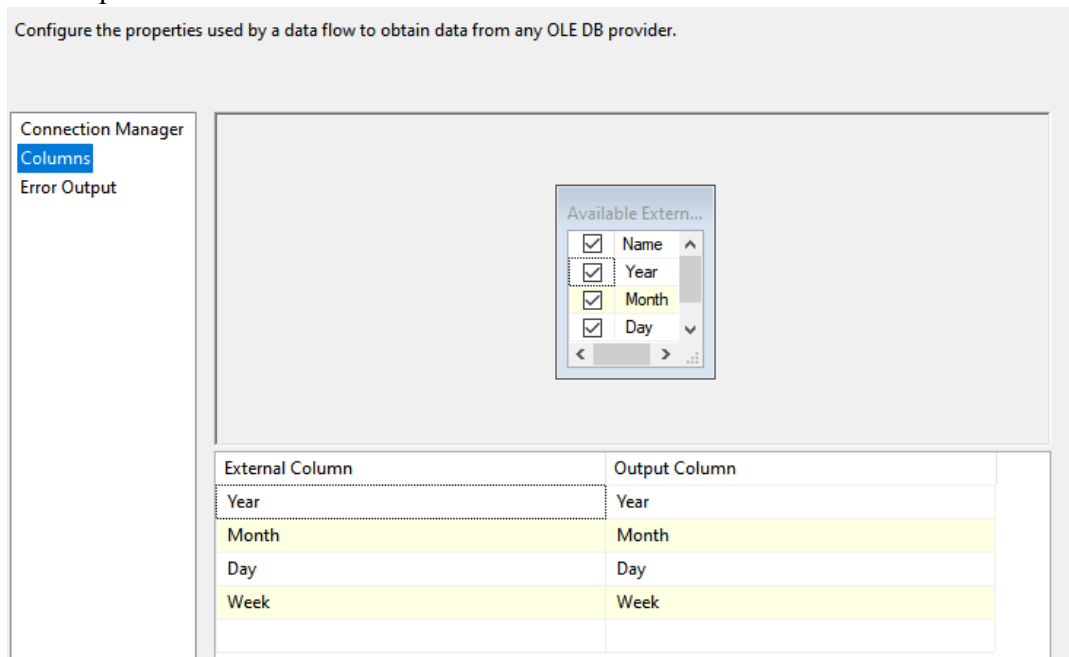 Configure the properties used by a data flow to obtain data from any OLE DB provider.
Connection Manager
Columns
Error Output
Available Extern...
Name
Year
Month
Day
External Column Output Column
Year Year
Month Month
Day Day
Week Week